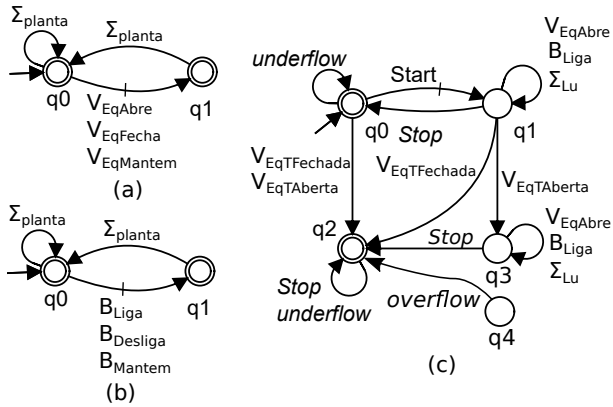 Σplanta
Σplanta
q0
q1
VEqAbre
VEqFecha
VEqMantem
(a)
Σplanta
Σplanta
q0
q1
BLiga
BDesliga
BMantem
(b)
underflow
Start
VEqAbre
BLiga
ΣLu
q0
Stop
q1
VEqTFechada
VEqTAberta
VEqTFechada
VEqTAberta
q2
Stop
q3
VEqAbre
BLiga
ΣLu
Stop
underflow
overflow
q4
(c)